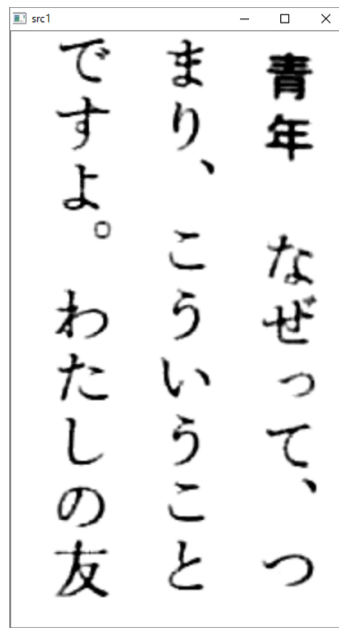 src1
青年　なぜって、つ
まり、こういうこと
ですよ。わたしの友